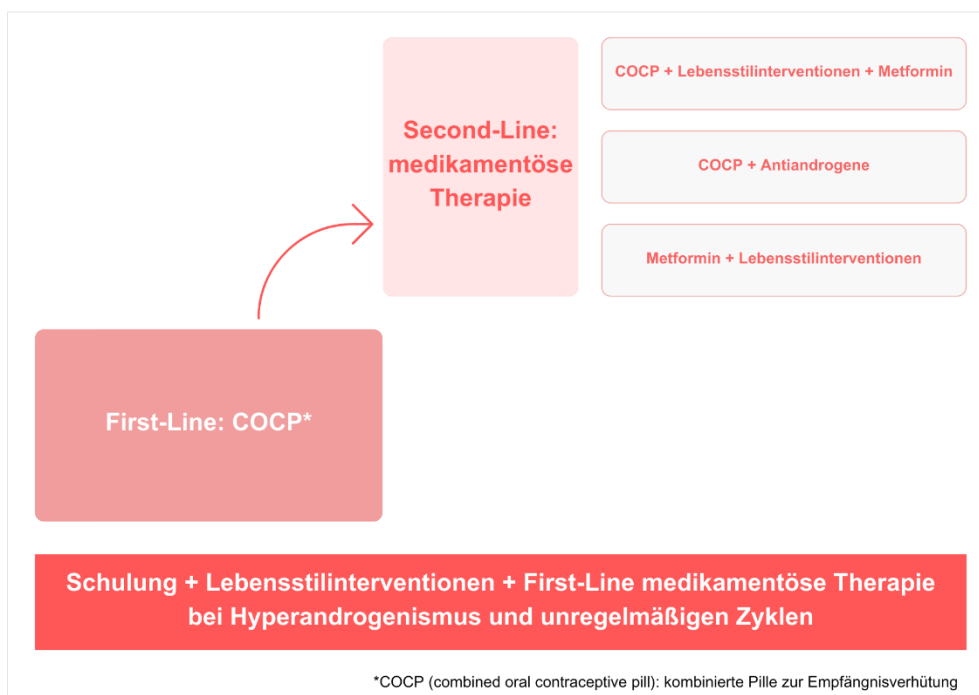 Second-Line:
medikamentöse
Therapie
COCP + Lebensstilinterventionen + Metformin
COCP + Antiandrogene
Metformin + Lebensstilinterventionen
First-Line: COCP*
Schulung + Lebensstilinterventionen + First-Line medikamentöse Therapie
bei Hyperandrogenismus und unregelmäßigen Zyklen
*COCP (combined oral contraceptive pill): kombinierte Pille zur Empfängnisverhütung